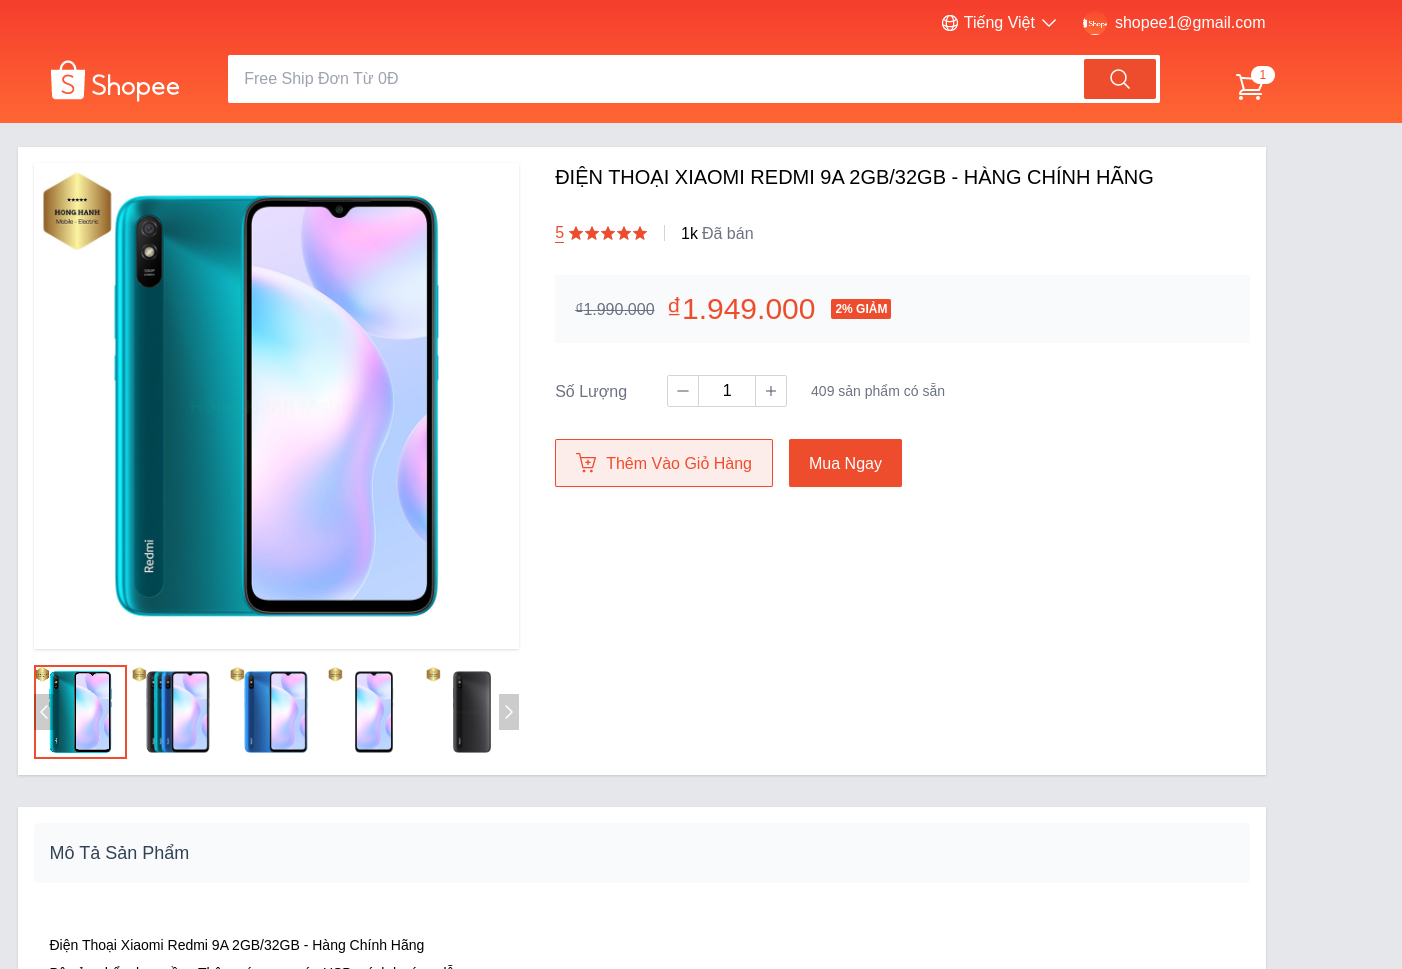 Tiếng Việt
shopee1@gmail.com
Shopee
Free Ship Đơn Từ 0Đ
1
HONG HANH
Mobile - Electric
Redmi
ĐIỆN THOẠI XIAOMI REDMI 9A 2GB/32GB - HÀNG CHÍNH HÃNG
5
1k Đã bán
₫1.990.000 ₫1.949.000 2% GIẢM
Số Lượng
1
409 sản phẩm có sẵn
Thêm Vào Giỏ Hàng
Mua Ngay
Mô Tả Sản Phẩm
Điện Thoại Xiaomi Redmi 9A 2GB/32GB - Hàng Chính Hãng